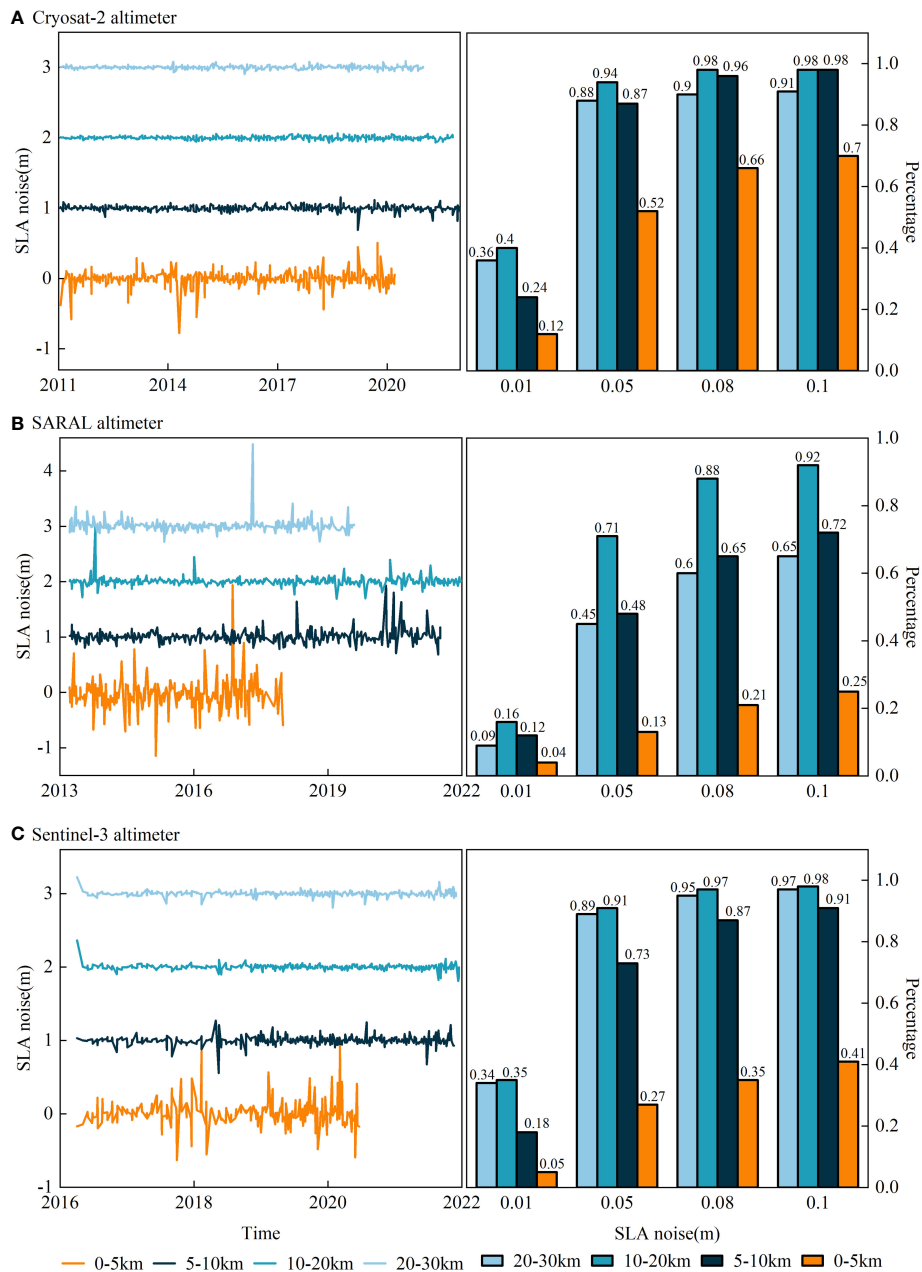 A Cryosat-2 altimeter
SLA noise(m)
3
2
1
0
-1
2011 2014 2017 2020
0.36 0.4 0.24 0.12
0.88 0.94 0.87 0.52
0.9 0.98 0.96 0.66
0.91 0.98 0.98 0.7
0.01 0.05 0.08 0.1
1.0
0.8
0.6
0.4
0.2
0.0
Percentage
B SARAL altimeter
SLA noise(m)
4
3
2
1
0
-1
2013 2016 2019 2022
0.09 0.16 0.12 0.04
0.45 0.71 0.48 0.13
0.6 0.88 0.65 0.21
0.65 0.92 0.72 0.25
0.01 0.05 0.08 0.1
1.0
0.8
0.6
0.4
0.2
0.0
Percentage
C Sentinel-3 altimeter
SLA noise(m)
3
2
1
0
-1
2016 2018 2020 2022
Time
0.34 0.35 0.18 0.05
0.89 0.91 0.73 0.27
0.95 0.97 0.87 0.35
0.97 0.98 0.91 0.41
0.01 0.05 0.08 0.1
SLA noise(m)
1.0
0.8
0.6
0.4
0.2
0.0
Percentage
0-5km 5-10km 10-20km 20-30km
20-30km 10-20km 5-10km 0-5km